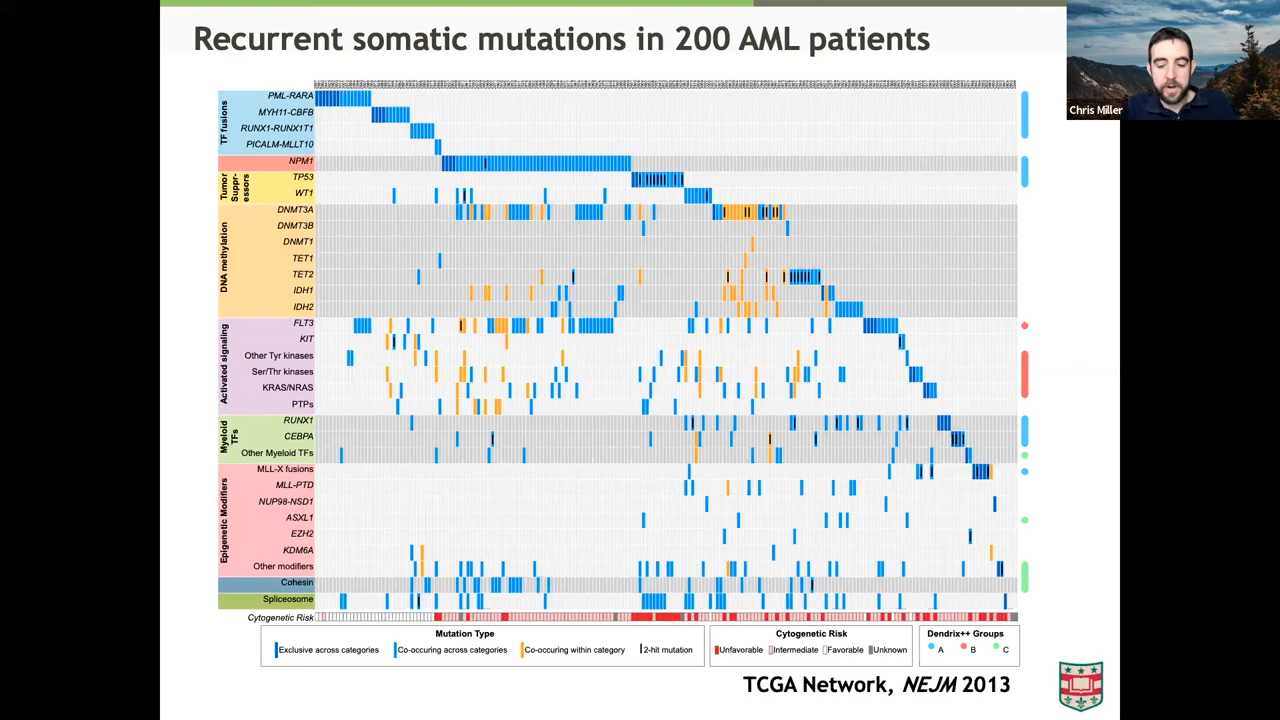 Recurrent somatic mutations in 200 AML patients
Chris Miller
TF fusions
PML-RARA
MYH11-CBFB
RUNX1-RUNX1T1
PICALM-MLLT10
NPM1
Tumor
Suppr-
essors
TP53
WT1
DNA methylation
DNMT3A
DNMT3B
DNMT1
TET1
TET2
IDH1
IDH2
Activated signaling
FLT3
KIT
Other Tyr kinases
Ser/Thr kinases
KRAS/NRAS
PTPs
Myeloid
TFs
RUNX1
CEBPA
Other Myeloid TFs
Epigenetic Modifiers
MLL-X fusions
MLL-PTD
NUP98-NSD1
ASXL1
EZH2
KDM6A
Other modifiers
Cohesin
Spliceosome
Cytogenetic Risk
Mutation Type
Exclusive across categories
Co-occuring across categories
Co-occuring within category
2-hit mutation
Cytogenetic Risk
Unfavorable
Intermediate
Favorable
Unknown
Dendrix++ Groups
A
B
C
TCGA Network, NEJM 2013